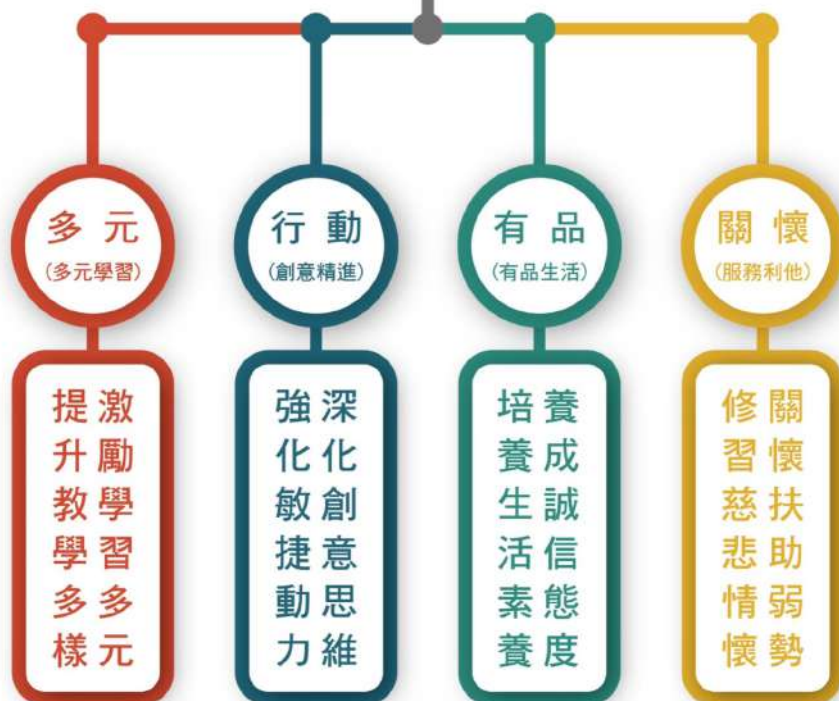 多元
(多元學習)
激勵學習多元
提升教學多樣
行動
(創意精進)
深化創意思維
強化敏捷動力
有品
(有品生活)
養成誠信態度
培養生活素養
關懷
(服務利他)
關懷扶助弱勢
修習慈悲情懷